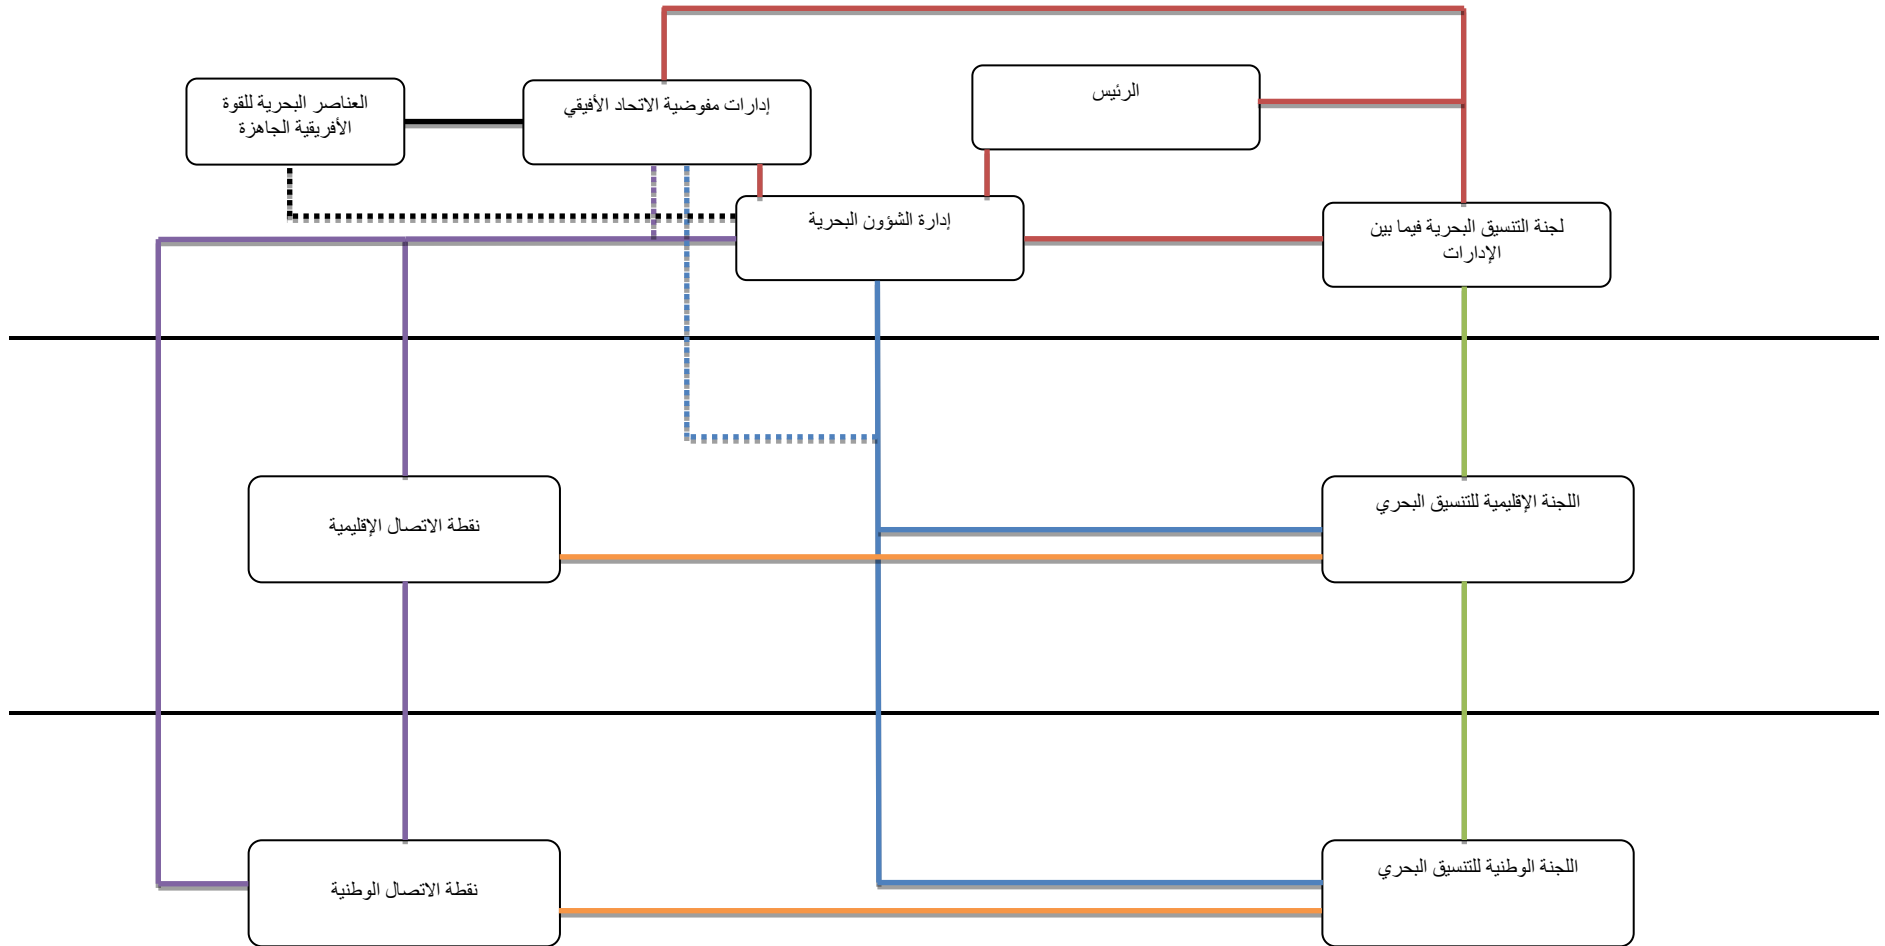 الرئيس
إدارات مفوضية الاتحاد الأفيقي
العناصر البحرية للقوة
الأفريقية الجاهزة
لجنة التنسيق البحرية فيما بين
الإدارات
إدارة الشؤون البحرية
اللجنة الإقليمية للتنسيق البحري
نقطة الاتصال الإقليمية
اللجنة الوطنية للتنسيق البحري
نقطة الاتصال الوطنية